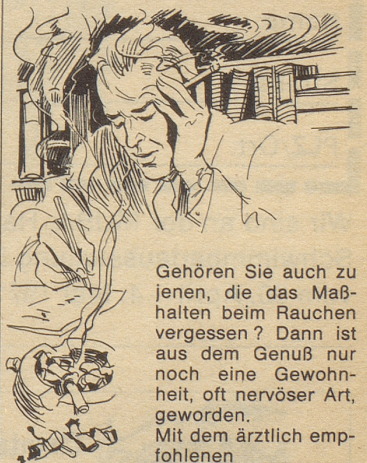 Gehören Sie auch zu
jenen, die das Maß-
halten beim Rauchen
vergessen? Dann ist
aus dem Genuß nur
noch eine Gewohn-
heit, oft nervöser Art,
geworden.
Mit dem ärztlich emp-
fohlenen